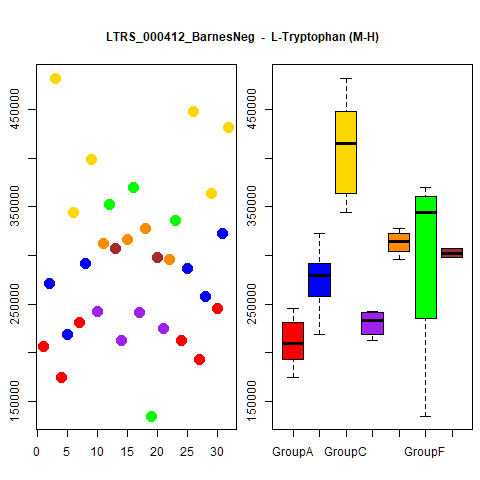 LTRS_000412_BarnesNeg - L-Tryptophan (M-H)
450000
350000
250000
150000
0 5 10 15 20 25 30
450000
350000
250000
150000
GroupA GroupC GroupF